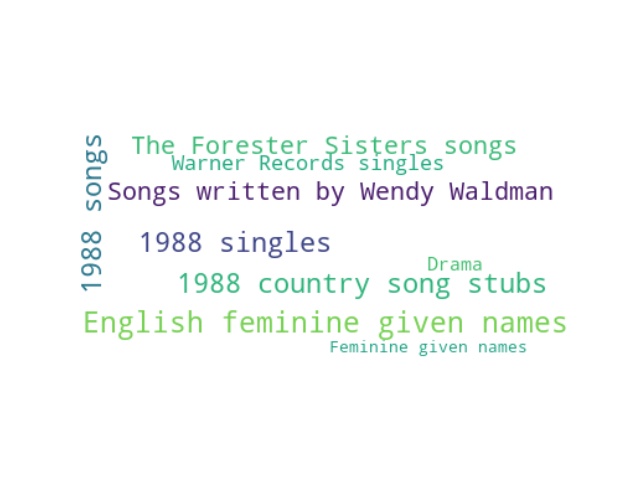 1988 songs
The Forester Sisters songs
Warner Records singles
Songs written by Wendy Waldman
1988 singles
Drama
1988 country song stubs
English feminine given names
Feminine given names